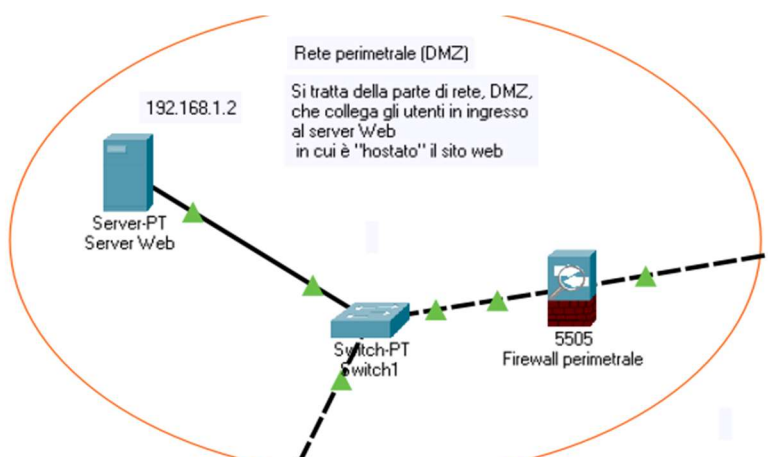 Rete perimetrale (DMZ)
192.168.1.2
Si tratta della parte di rete, DMZ,
che collega gli utenti in ingresso
al server Web
in cui è "hostato" il sito web
Server-PT
Server Web
Switch-PT
Switch1
5505
Firewall perimetrale